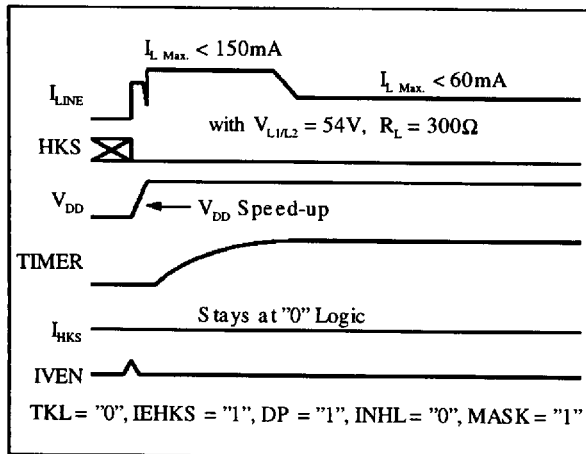 I_L Max. < 150mA
I_L Max. < 60mA
I_LINE
with V_L1/L2 = 54V, R_L = 300Ω
HKS
V_DD
V_DD Speed-up
TIMER
Stays at "0" Logic
I_HKS
IVEN
TKL = "0", IEHKS = "1", DP = "1", INHL = "0", MASK = "1"